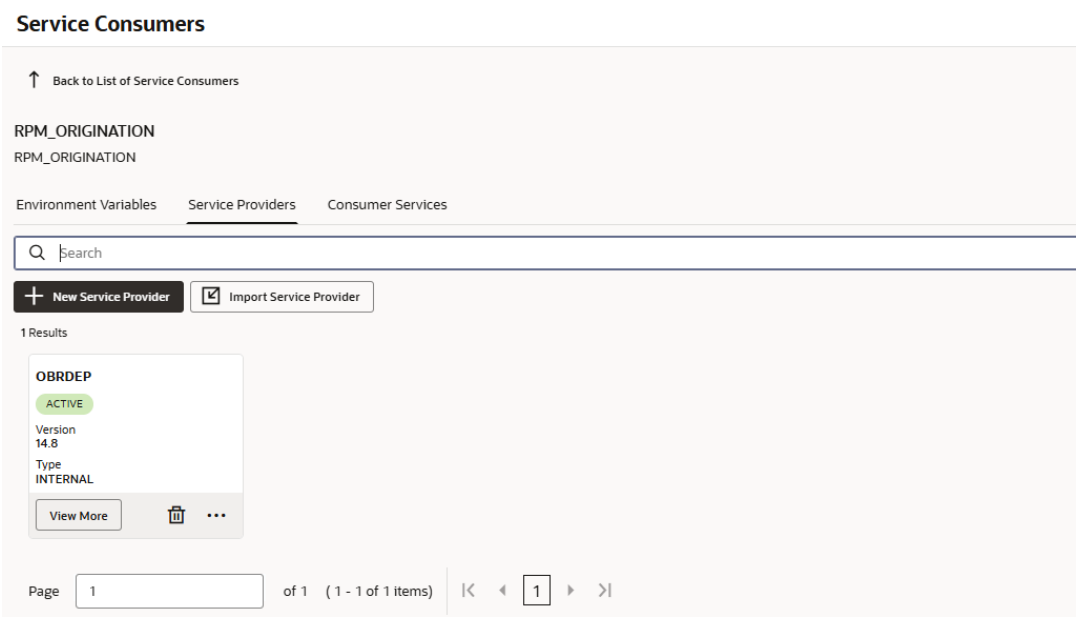 Service Consumers
Back to List of Service Consumers
RPM_ORIGINATION
RPM_ORIGINATION
Environment Variables Service Providers Consumer Services
Search
New Service Provider Import Service Provider
1 Results
OBRDEP
ACTIVE
Version
14.8
Type
INTERNAL
View More
Page 1 of 1 (1 - 1 of 1 items) 1